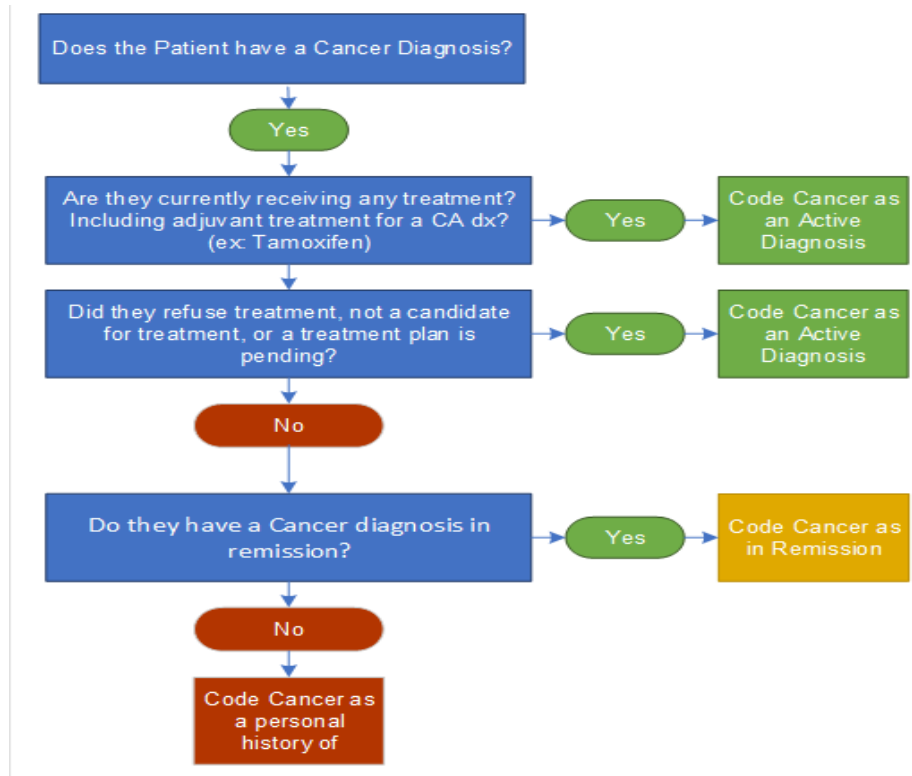 Does the Patient have a Cancer Diagnosis?
Yes
Are they currently receiving any treatment?
Including adjuvant treatment for a CA dx?
(ex: Tamoxifen)
Yes
Code Cancer as
an Active
Diagnosis
Did they refuse treatment, not a candidate
for treatment, or a treatment plan is
pending?
Yes
Code Cancer as
an Active
Diagnosis
No
Do they have a Cancer diagnosis in
remission?
Yes
Code Cancer as
in Remission
No
Code Cancer as
a personal
history of